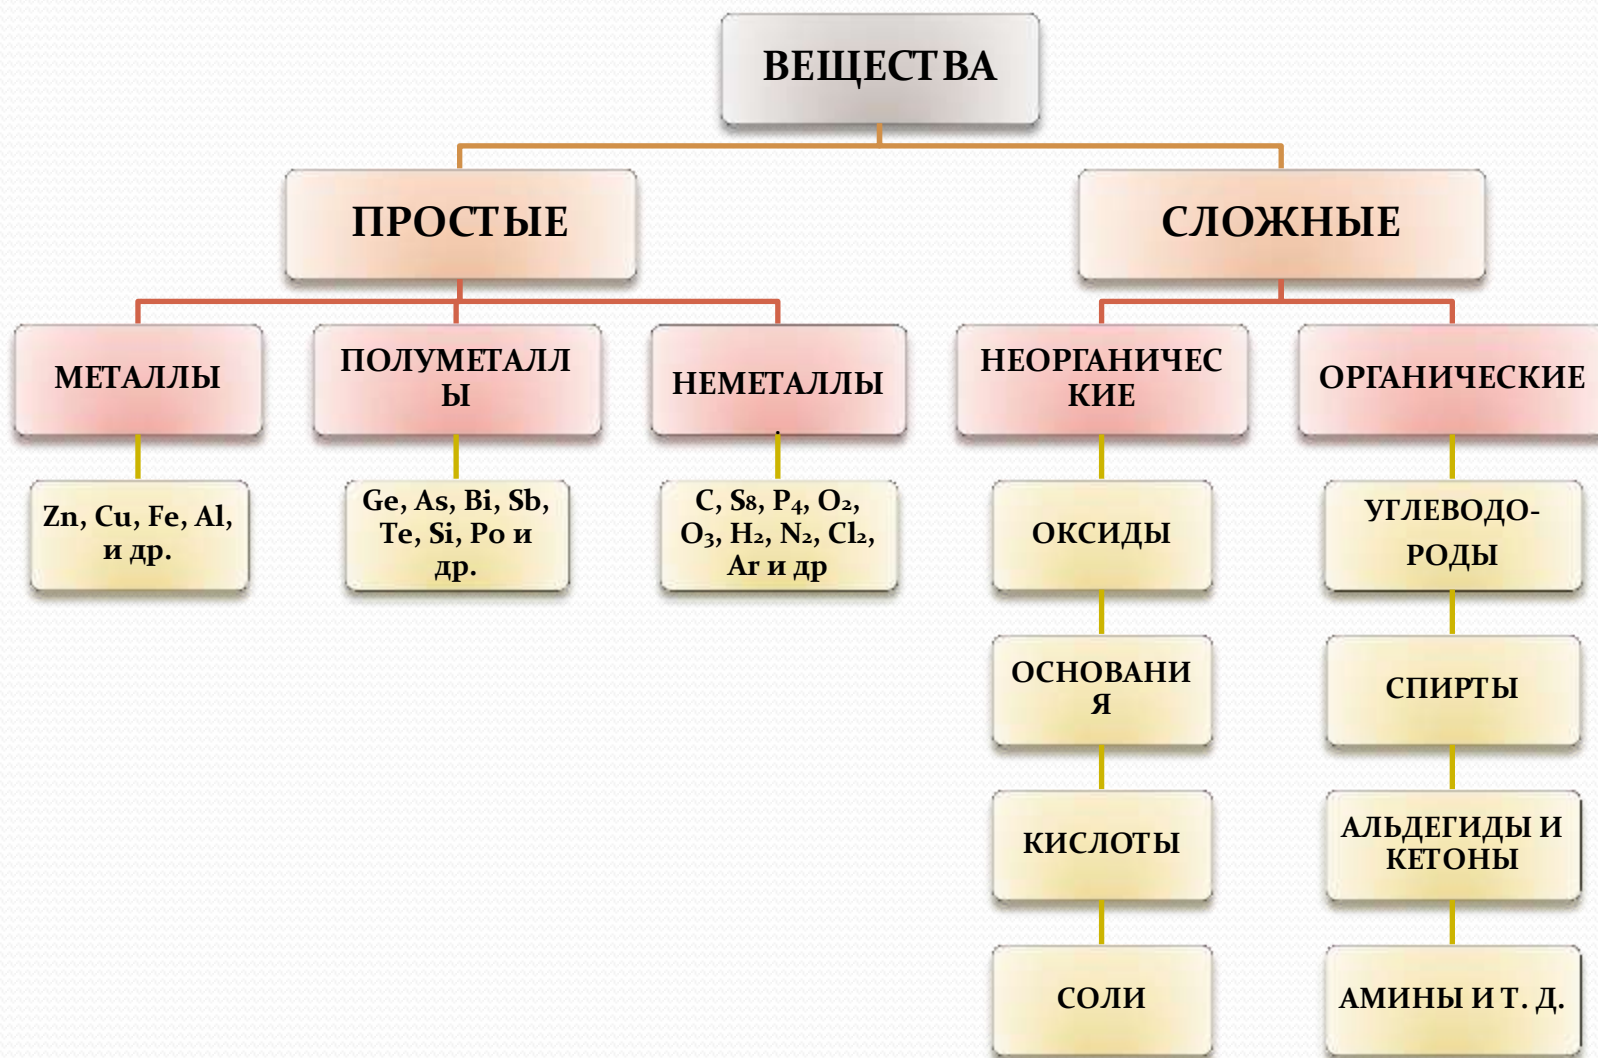 ВЕЩЕСТВА
ПРОСТЫЕ
СЛОЖНЫЕ
МЕТАЛЛЫ
ПОЛУМЕТАЛЛ
Ы
НЕМЕТАЛЛЫ
.
НЕОРГАНИЧЕС
КИЕ
ОРГАНИЧЕСКИЕ
Zn, Cu, Fe, Al,
и др.
Ge, As, Bi, Sb,
Te, Si, Po и
др.
C, S8, P₄, O₂,
O₃, H₂, N₂, Cl₂,
Ar и др
ОКСИДЫ
УГЛЕВОДО-
РОДЫ
ОСНОВАНИ
Я
СПИРТЫ
КИСЛОТЫ
АЛЬДЕГИДЫ И
КЕТОНЫ
СОЛИ
АМИНЫ И Т. Д.